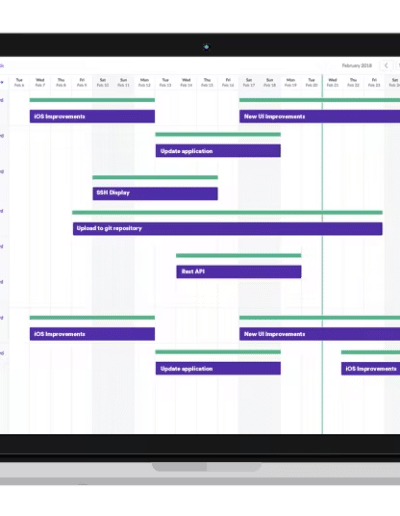 February 2018
Tue Wed Thu Fri Sat Sun Mon Tue Wed Thu Fri Sat Sun Mon Tue Wed Thu Fri Sat
Feb 6 Feb 7 Feb 8 Feb 9 Feb 10 Feb 11 Feb 12 Feb 13 Feb 14 Feb 15 Feb 16 Feb 17 Feb 18 Feb 19 Feb 20 Feb 21 Feb 22 Feb 23
iOS Improvements New UI Improvements
Update application
SSH Display
Upload to git repository
Rest API
iOS Improvements New UI Improvements
Update application iOS Improvements